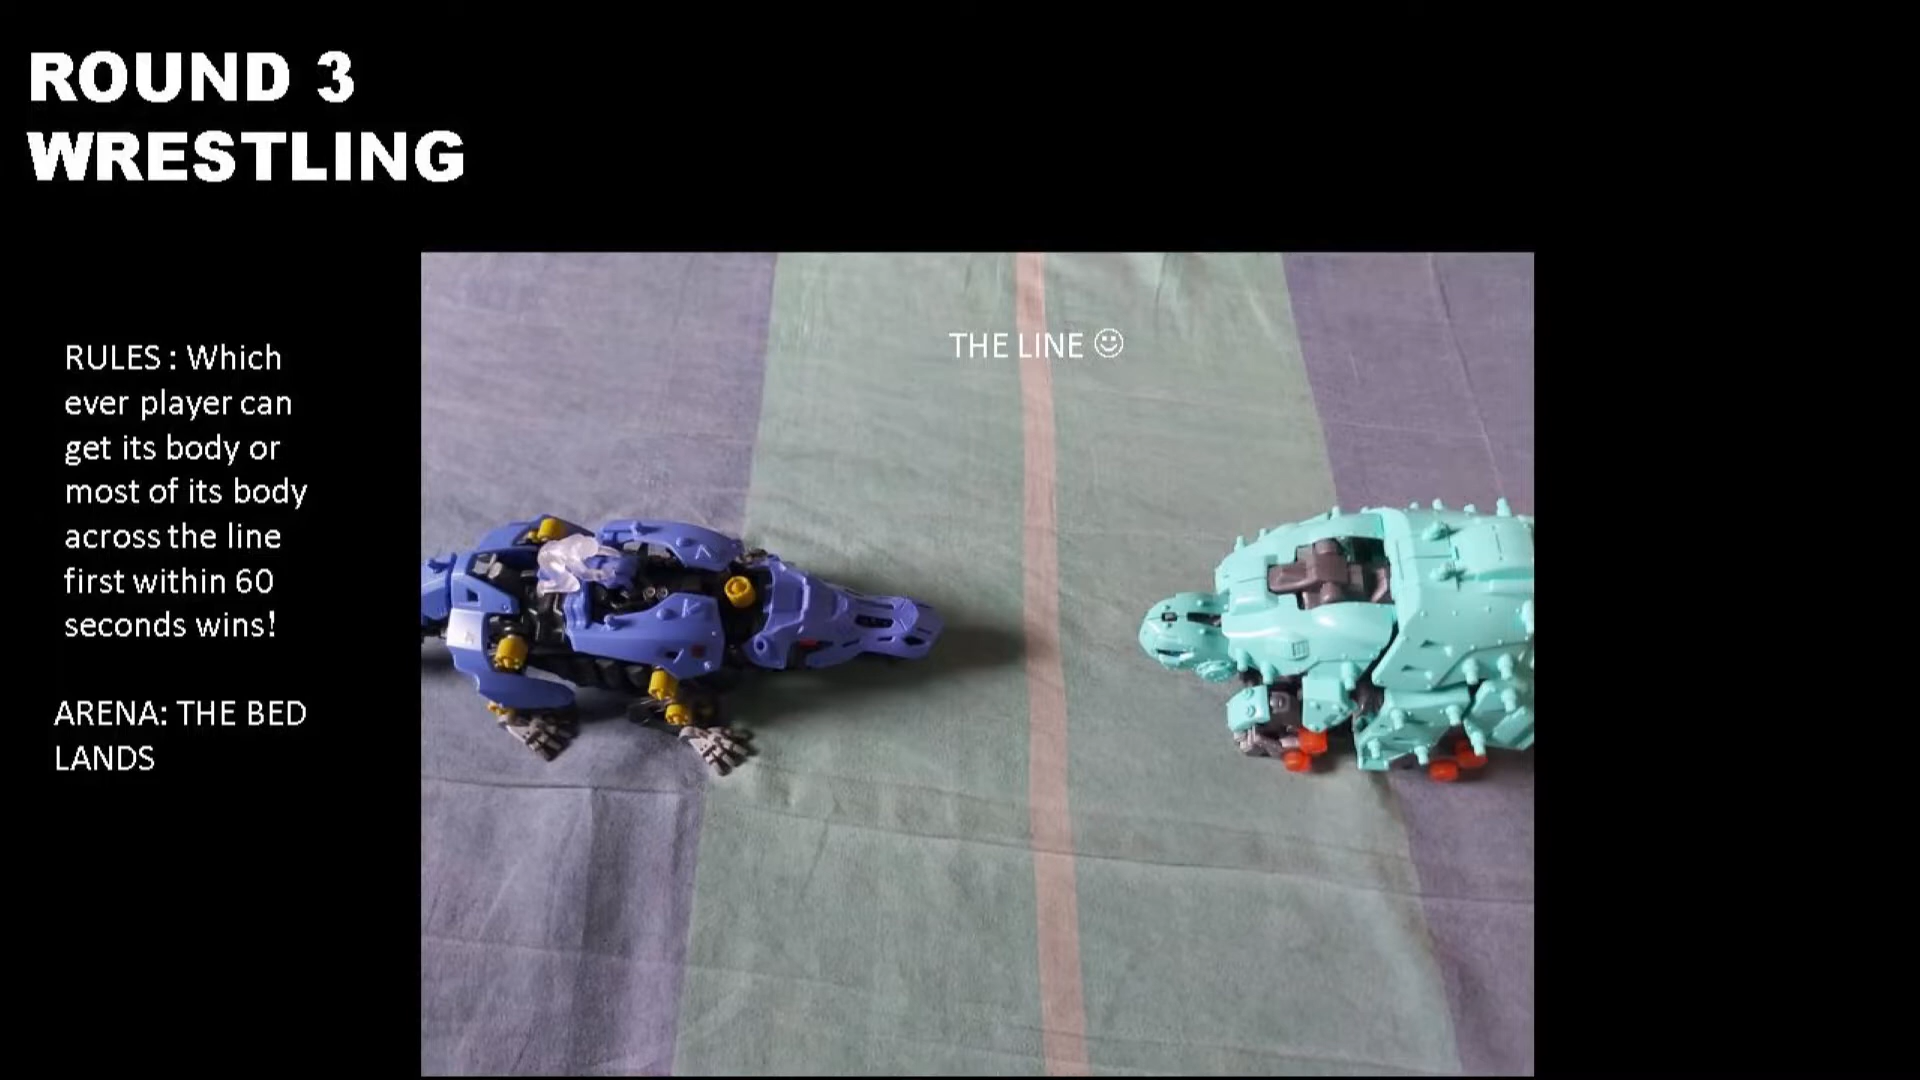 ROUND 3
WRESTLING
RULES : Which
ever player can
get its body or
most of its body
across the line
first within 60
seconds wins!
ARENA: THE BED
LANDS
THE LINE ☺